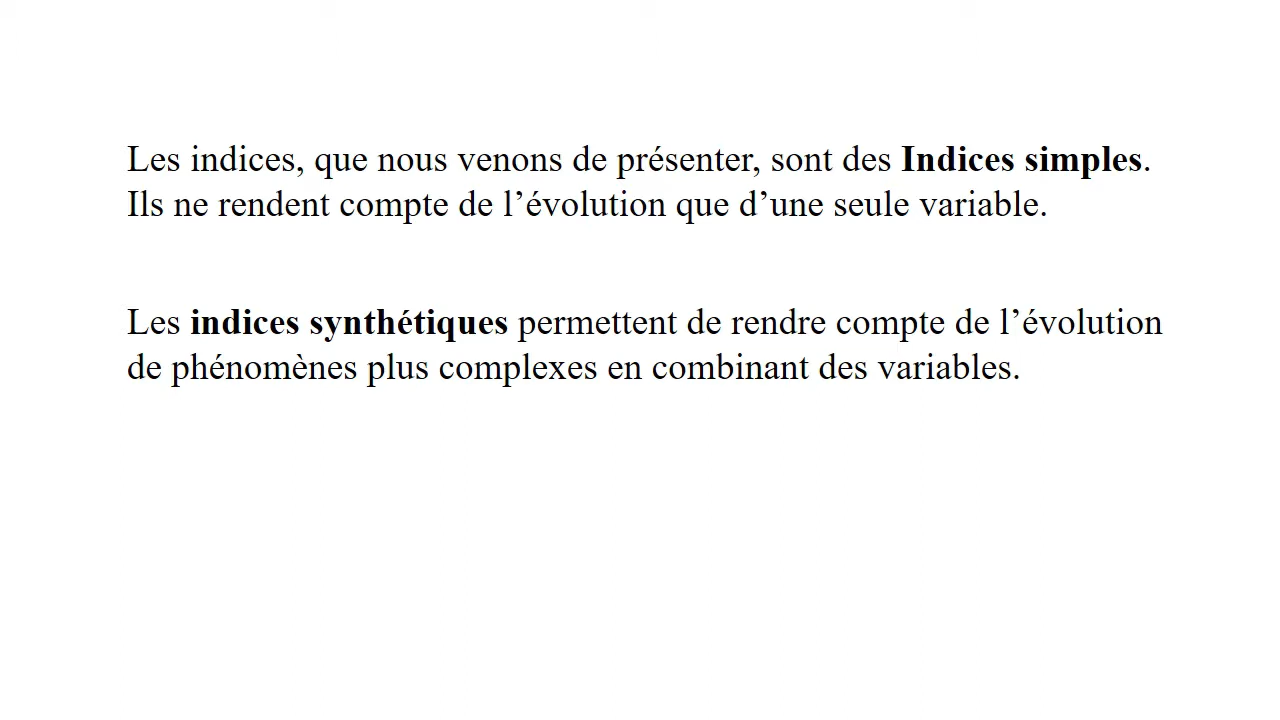 Les indices, que nous venons de présenter, sont des Indices simples.
Ils ne rendent compte de l’évolution que d’une seule variable.
Les indices synthétiques permettent de rendre compte de l’évolution
de phénomènes plus complexes en combinant des variables.